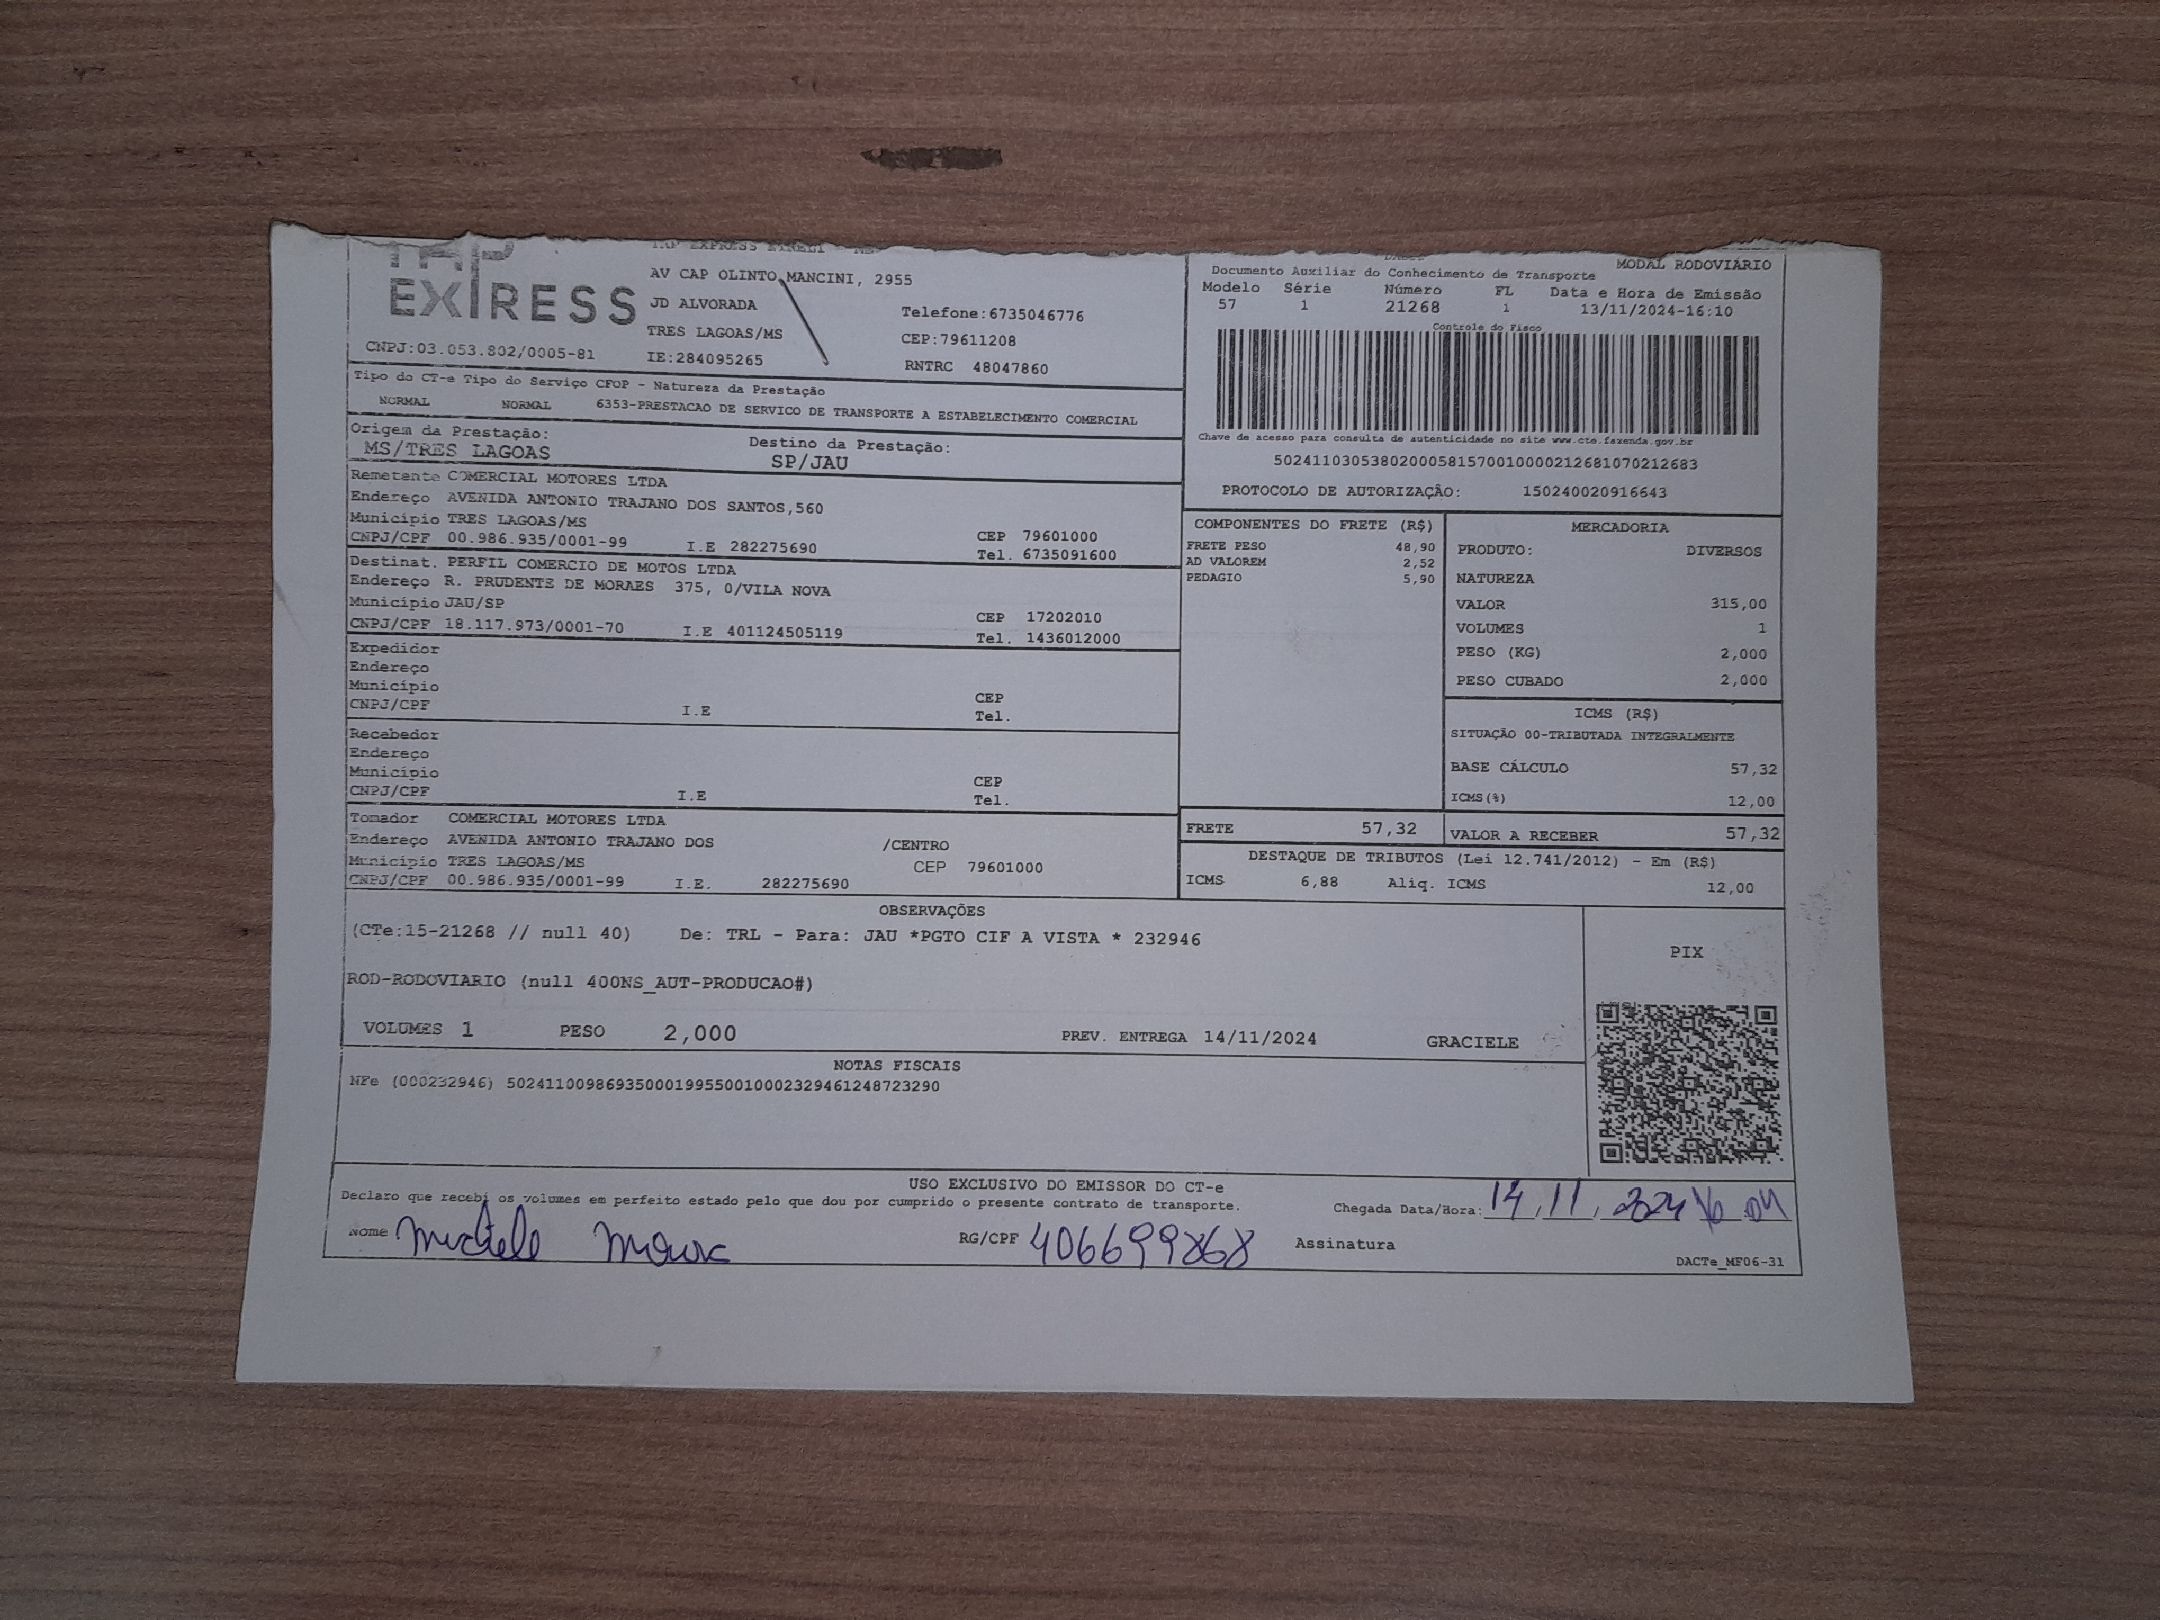 EXPRESS
CNPJ:03.053.802/0005-81
TAP EXPRESS EIRELI
AV CAP OLINTO MANCINI, 2955
JD ALVORADA
TRES LAGOAS/MS
IE:284095265
Telefone:6735046776
CEP:79611208
RNTRC 48047860
MODAL RODOVIÁRIO
Documento Auxiliar do Conhecimento de Transporte
Modelo Série Número FL Data e Hora de Emissão
57 1 21268 1 13/11/2024-16:10
Controle do Fisco
Chave de acesso para consulta de autenticidade no site www.cte.fazenda.gov.br
50241103053802000581570010000212681070212683
PROTOCOLO DE AUTORIZAÇÃO: 150240020916643
Tipo do CT-e Tipo do Serviço CFOP - Natureza da Prestação
NORMAL NORMAL 6353-PRESTACAO DE SERVICO DE TRANSPORTE A ESTABELECIMENTO COMERCIAL
Origem da Prestação: Destino da Prestação:
MS/TRES LAGOAS SP/JAU
Remetente COMERCIAL MOTORES LTDA
Endereço AVENIDA ANTONIO TRAJANO DOS SANTOS,560
Município TRES LAGOAS/MS CEP 79601000
CNPJ/CPF 00.986.935/0001-99 I.E 282275690 Tel. 6735091600
Destinat. PERFIL COMERCIO DE MOTOS LTDA
Endereço R. PRUDENTE DE MORAES 375, 0/VILA NOVA
Município JAU/SP CEP 17202010
CNPJ/CPF 18.117.973/0001-70 I.E 401124505119 Tel. 1436012000
Expedidor
Endereço
Município CEP
CNPJ/CPF I.E Tel.
Recebedor
Endereço
Município CEP
CNPJ/CPF I.E Tel.
Tomador COMERCIAL MOTORES LTDA
Endereço AVENIDA ANTONIO TRAJANO DOS /CENTRO
Município TRES LAGOAS/MS CEP 79601000
CNPJ/CPF 00.986.935/0001-99 I.E. 282275690
COMPONENTES DO FRETE (R$)
FRETE PESO 48,90
AD VALOREM 2,52
PEDAGIO 5,90
MERCADORIA
PRODUTO: DIVERSOS
NATUREZA
VALOR 315,00
VOLUMES 1
PESO (KG) 2,000
PESO CUBADO 2,000
ICMS (R$)
SITUAÇÃO 00-TRIBUTADA INTEGRALMENTE
BASE CÁLCULO 57,32
ICMS(%) 12,00
FRETE 57,32 VALOR A RECEBER 57,32
DESTAQUE DE TRIBUTOS (Lei 12.741/2012) - Em (R$)
ICMS 6,88 Aliq. ICMS 12,00
OBSERVAÇÕES
(CTe:15-21268 // null 40) De: TRL - Para: JAU *PGTO CIF A VISTA * 232946
ROD-RODOVIARIO (null 400NS_AUT-PRODUCAO#)
VOLUMES 1 PESO 2,000 PREV. ENTREGA 14/11/2024 GRACIELE
PIX
NOTAS FISCAIS
NFe (000232946) 50241100986935000199550010002329461248723290
USO EXCLUSIVO DO EMISSOR DO CT-e
Declaro que recebi os volumes em perfeito estado pelo que dou por cumprido o presente contrato de transporte.
Chegada Data/Hora: 14,11,2024 16 04
Nome Michele Moura RG/CPF 406699868 Assinatura
DACTe_MF06-31